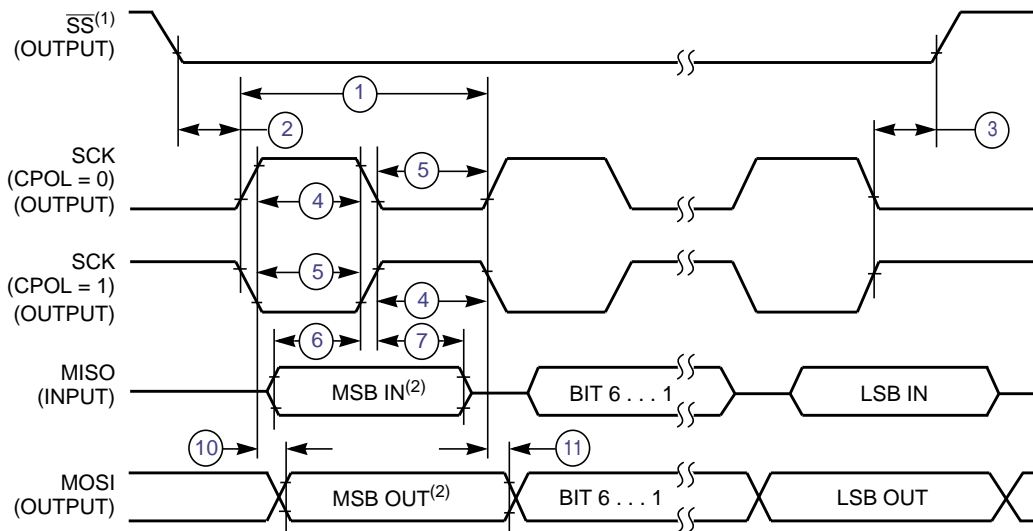 SS(1)
(OUTPUT)
1
2
3
SCK
(CPOL = 0)
(OUTPUT)
5
4
SCK
(CPOL = 1)
(OUTPUT)
5
4
6
7
MISO
(INPUT)
MSB IN(2)
BIT 6 . . . 1
LSB IN
10
11
MOSI
(OUTPUT)
MSB OUT(2)
BIT 6 . . . 1
LSB OUT